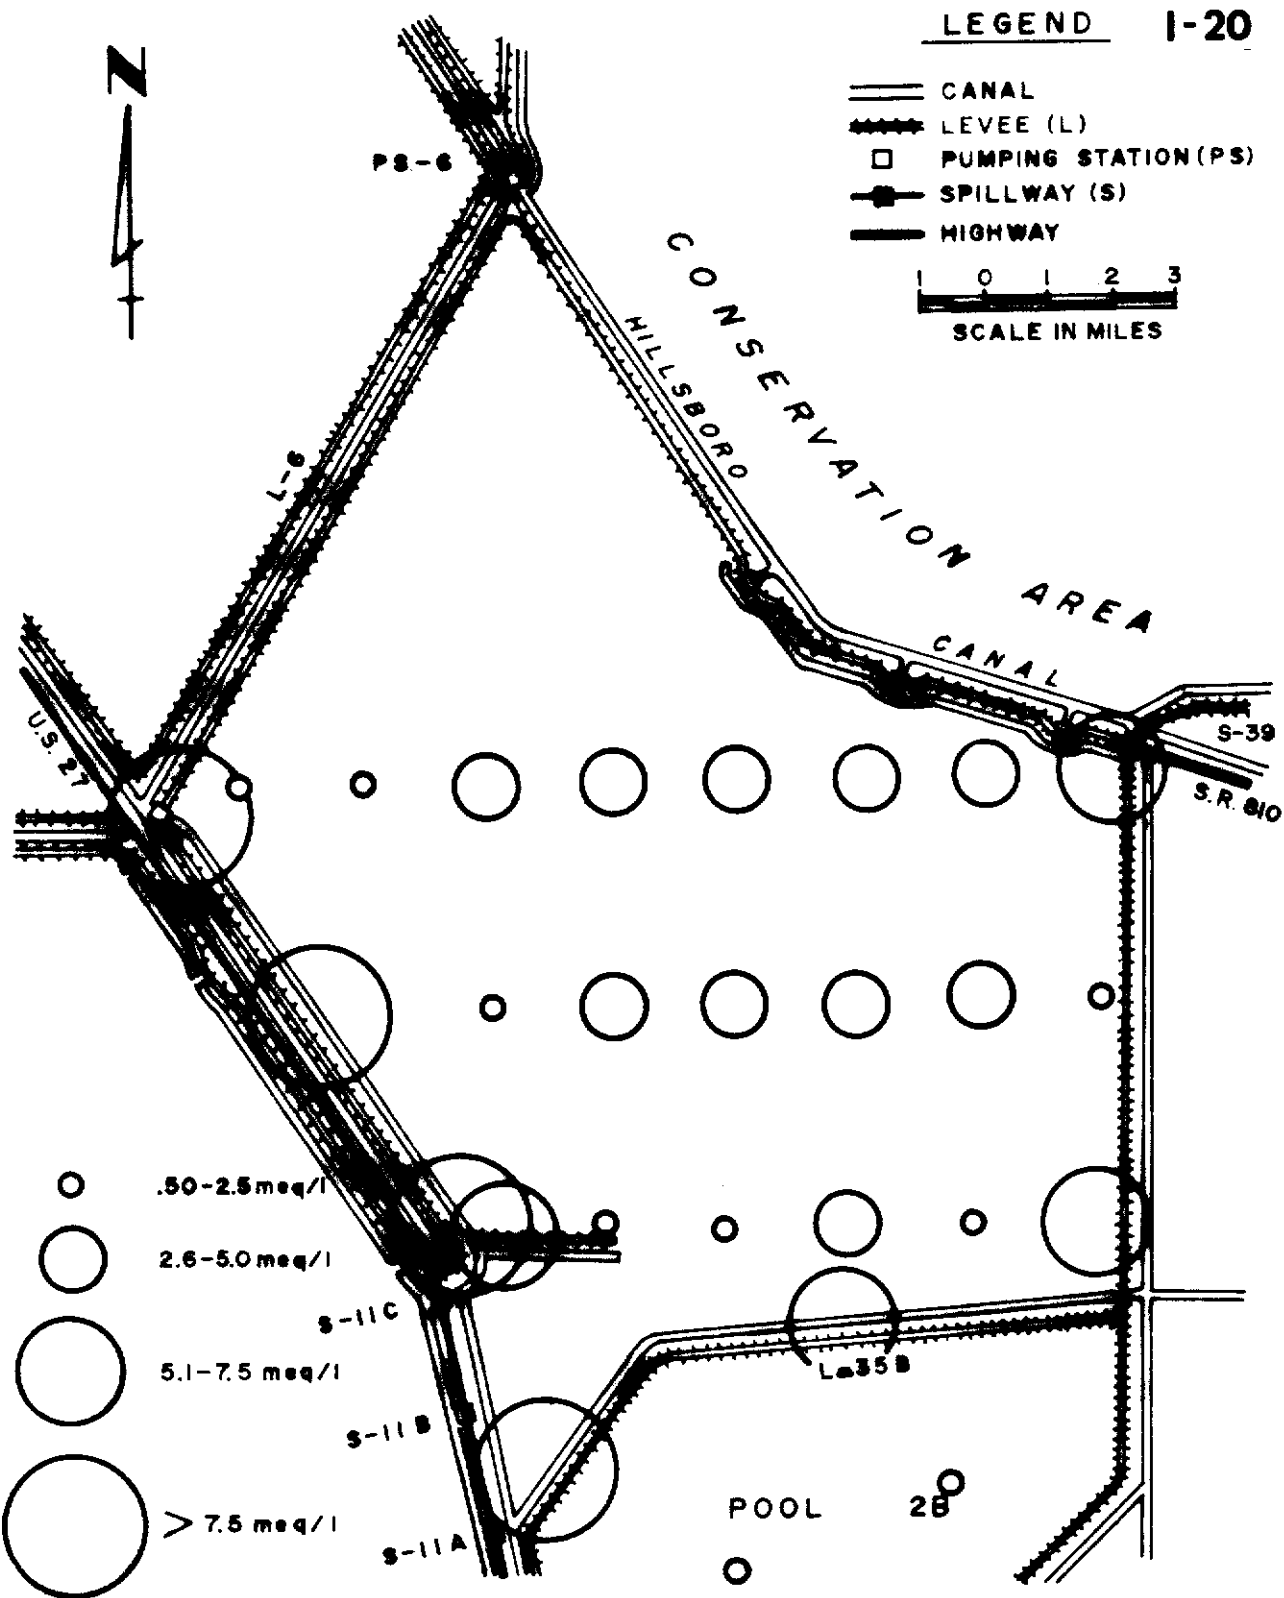 LEGEND I-20
N
CANAL
LEVEE (L)
PUMPING STATION (PS)
SPILLWAY (S)
HIGHWAY
1 0 1 2 3
SCALE IN MILES
PS-6
CONSERVATION AREA
HILLSBORO CANAL
L-6
U.S. 27
S-39
S.R. 810
.50-2.5 meq/l
2.6-5.0 meq/l
5.1-7.5 meq/l
> 7.5 meq/l
S-11C
L-35B
S-11B
POOL 2B
S-11A